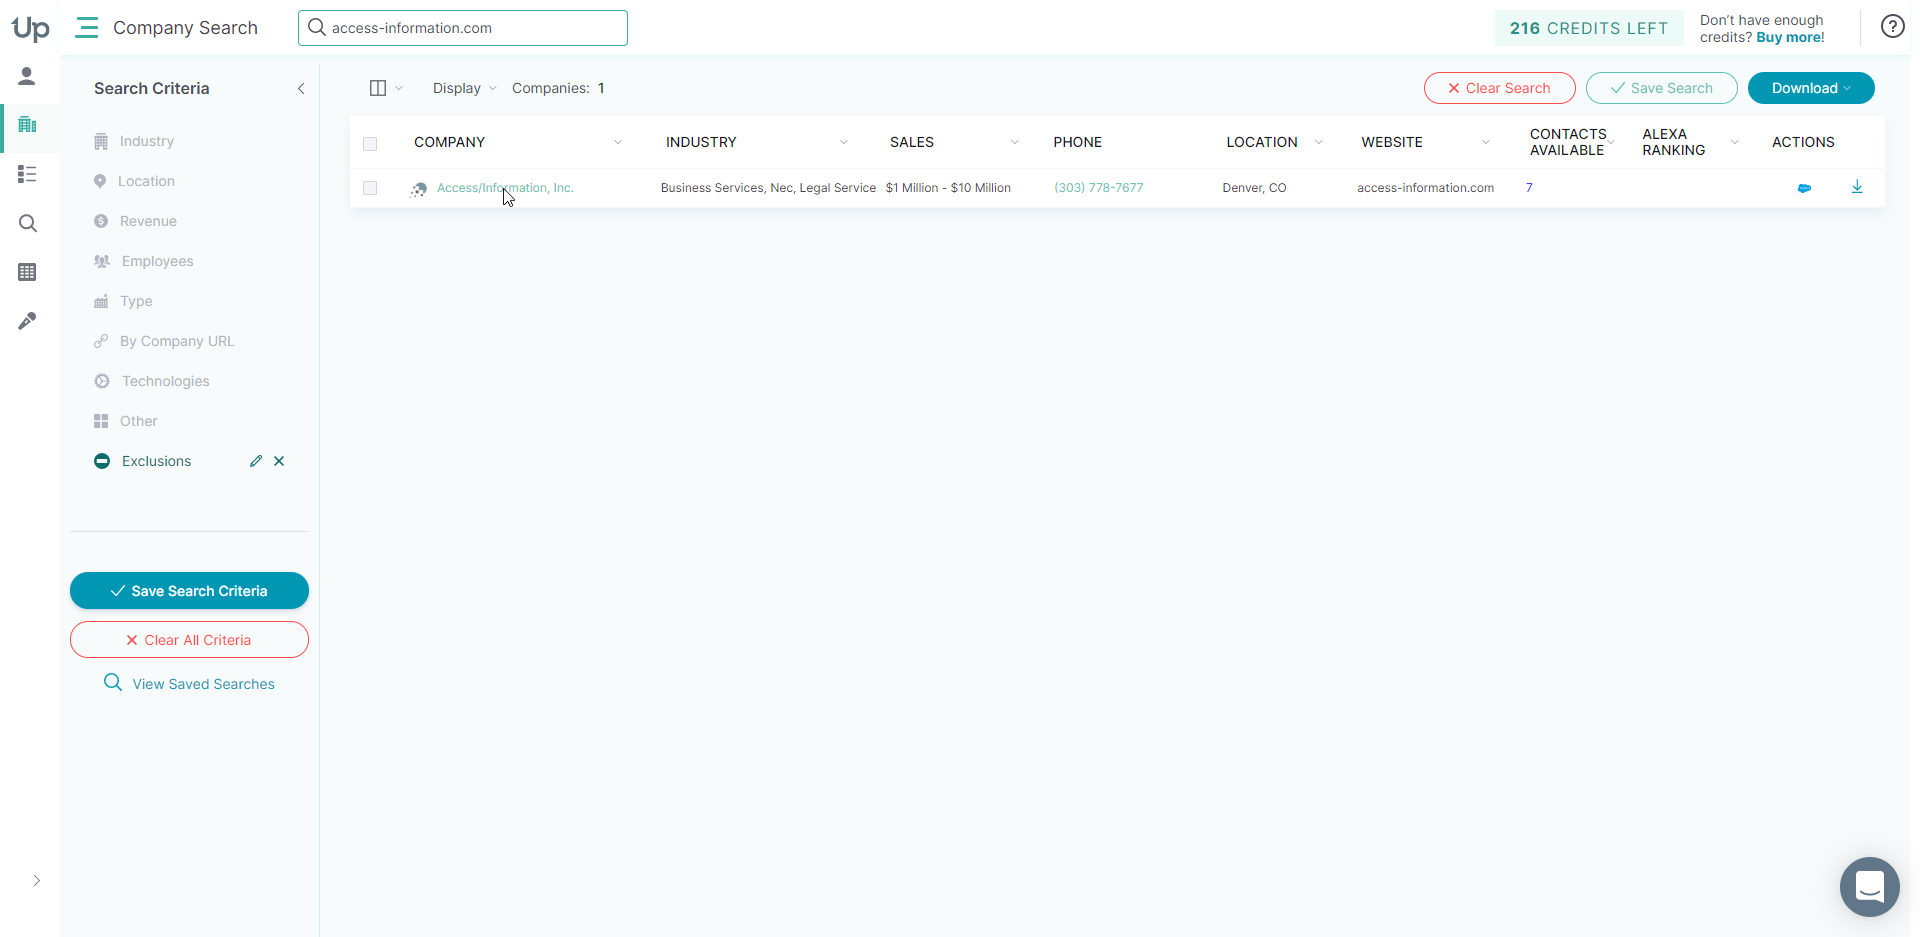 Up
Company Search
access-information.com
216 CREDITS LEFT
Don't have enough
credits? Buy more!
Search Criteria
Display
Companies: 1
Clear Search
Save Search
Download
Industry
Location
Revenue
Employees
Type
By Company URL
Technologies
Other
Exclusions
COMPANY
INDUSTRY
SALES
PHONE
LOCATION
WEBSITE
CONTACTS
AVAILABLE
ALEXA
RANKING
ACTIONS
Access/Information, Inc.
Business Services, Nec, Legal Service
$1 Million - $10 Million
(303) 778-7677
Denver, CO
access-information.com
7
Save Search Criteria
Clear All Criteria
View Saved Searches